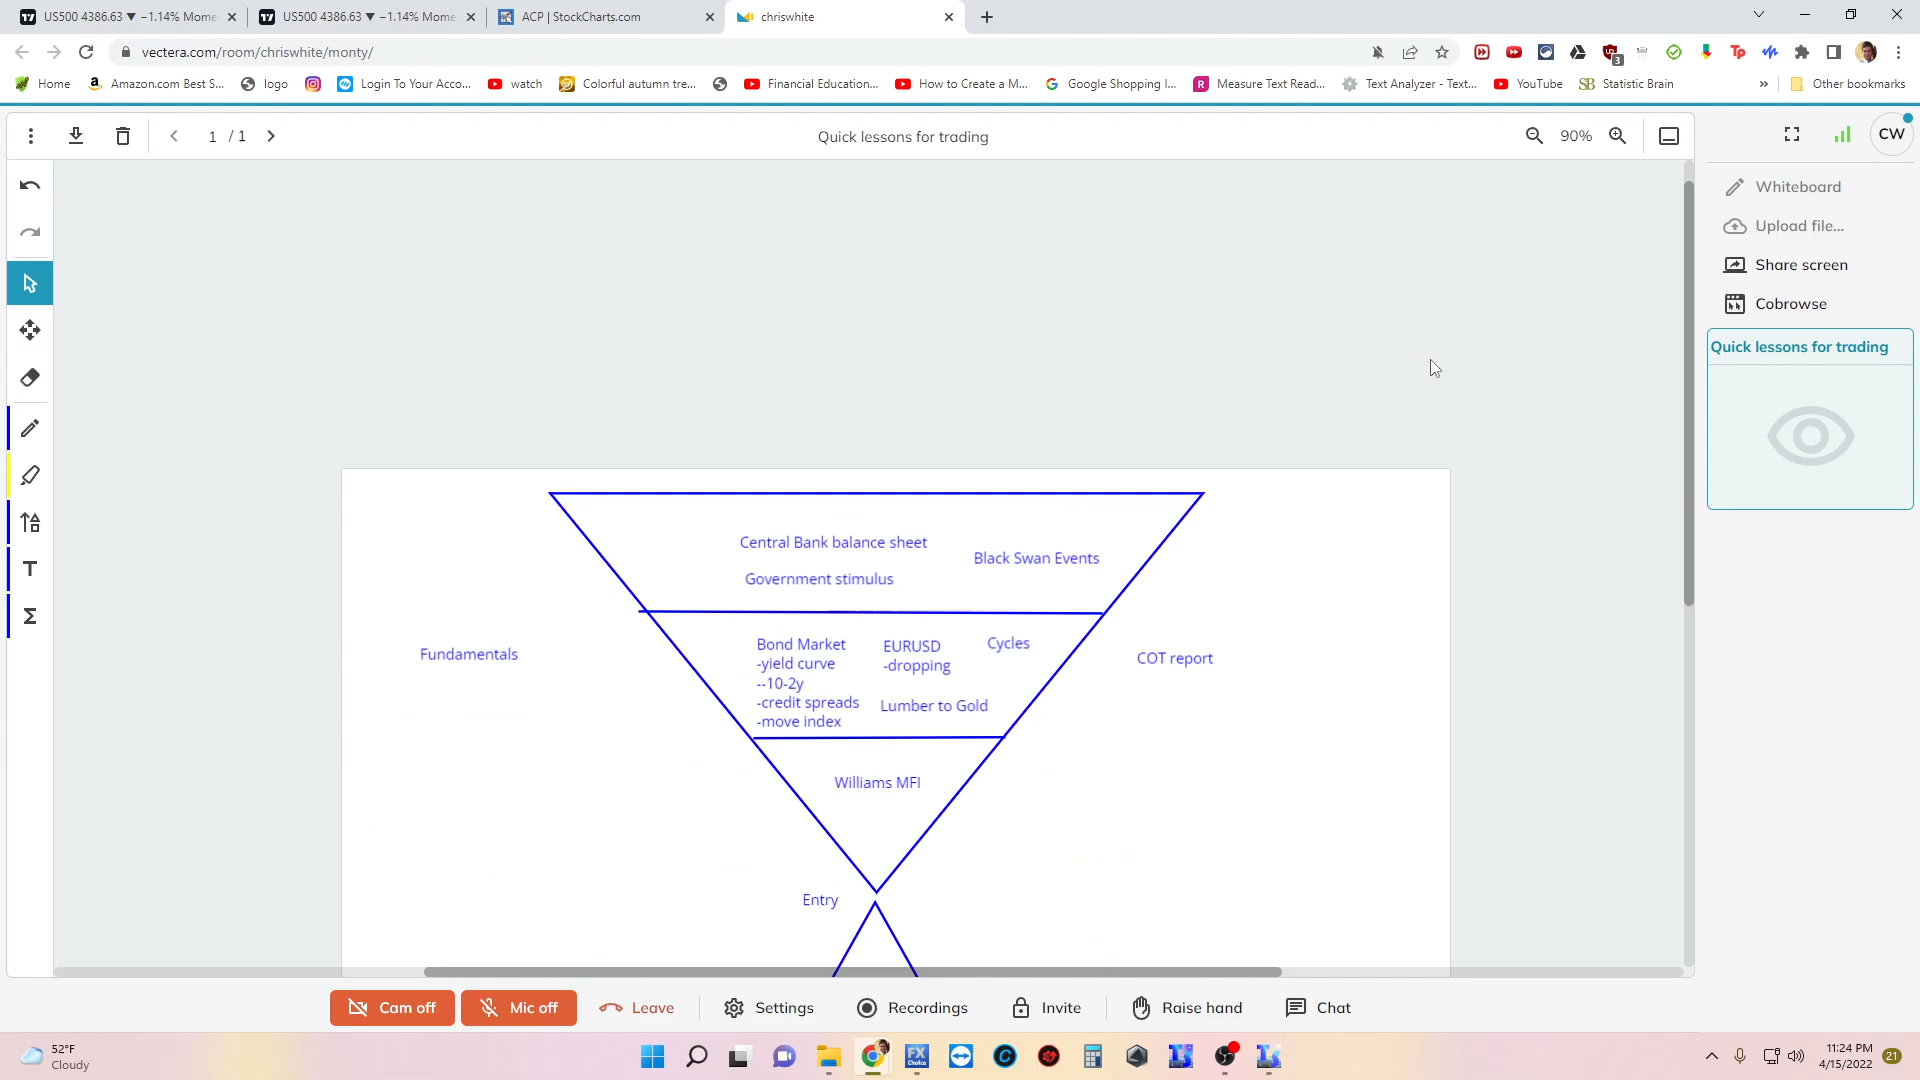 US500 4386.63 ▼ −1.14% Mome
US500 4386.63 ▼ −1.14% Mome
ACP | StockCharts.com
chriswhite
vectera.com/room/chriswhite/monty/
3
Home
Amazon.com Best S...
logo
Login To Your Acco...
watch
Colorful autumn tre...
Financial Education...
How to Create a M...
Google Shopping I...
Measure Text Read...
Text Analyzer - Text...
YouTube
SB Statistic Brain
»
Other bookmarks
1 / 1
Quick lessons for trading
90%
CW
Whiteboard
Upload file...
Share screen
Cobrowse
Quick lessons for trading
Central Bank balance sheet
Black Swan Events
Government stimulus
Fundamentals
Bond Market
-yield curve
--10-2y
-credit spreads
-move index
EURUSD
-dropping
Cycles
Lumber to Gold
COT report
Williams MFI
Entry
Cam off
Mic off
Leave
Settings
Recordings
Invite
Raise hand
Chat
52°F
Cloudy
FX
Choice
11:24 PM
4/15/2022
21